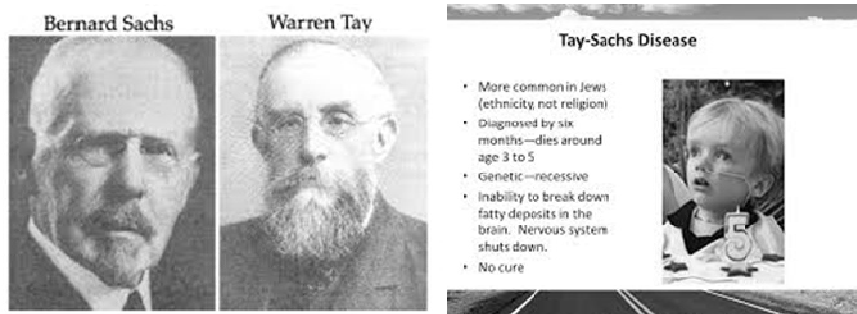 Bernard Sachs
Warren Tay
Tay-Sachs Disease
• More common in Jews
(ethnicity, not religion)
• Diagnosed by six
months—dies around
age 3 to 5
• Genetic—recessive
• Inability to break down
fatty deposits in the
brain. Nervous system
shuts down.
• No cure
5